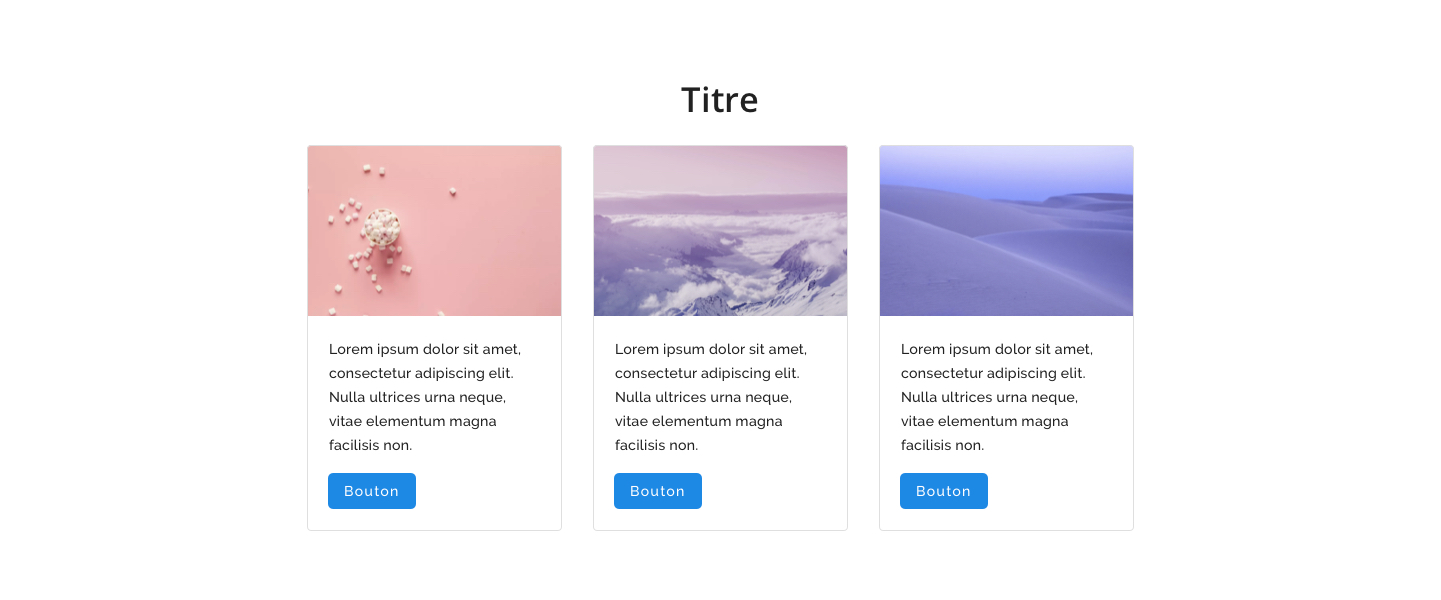 Titre
Lorem ipsum dolor sit amet,
consectetur adipiscing elit.
Nulla ultrices urna neque,
vitae elementum magna
facilisis non.
Bouton
Lorem ipsum dolor sit amet,
consectetur adipiscing elit.
Nulla ultrices urna neque,
vitae elementum magna
facilisis non.
Bouton
Lorem ipsum dolor sit amet,
consectetur adipiscing elit.
Nulla ultrices urna neque,
vitae elementum magna
facilisis non.
Bouton